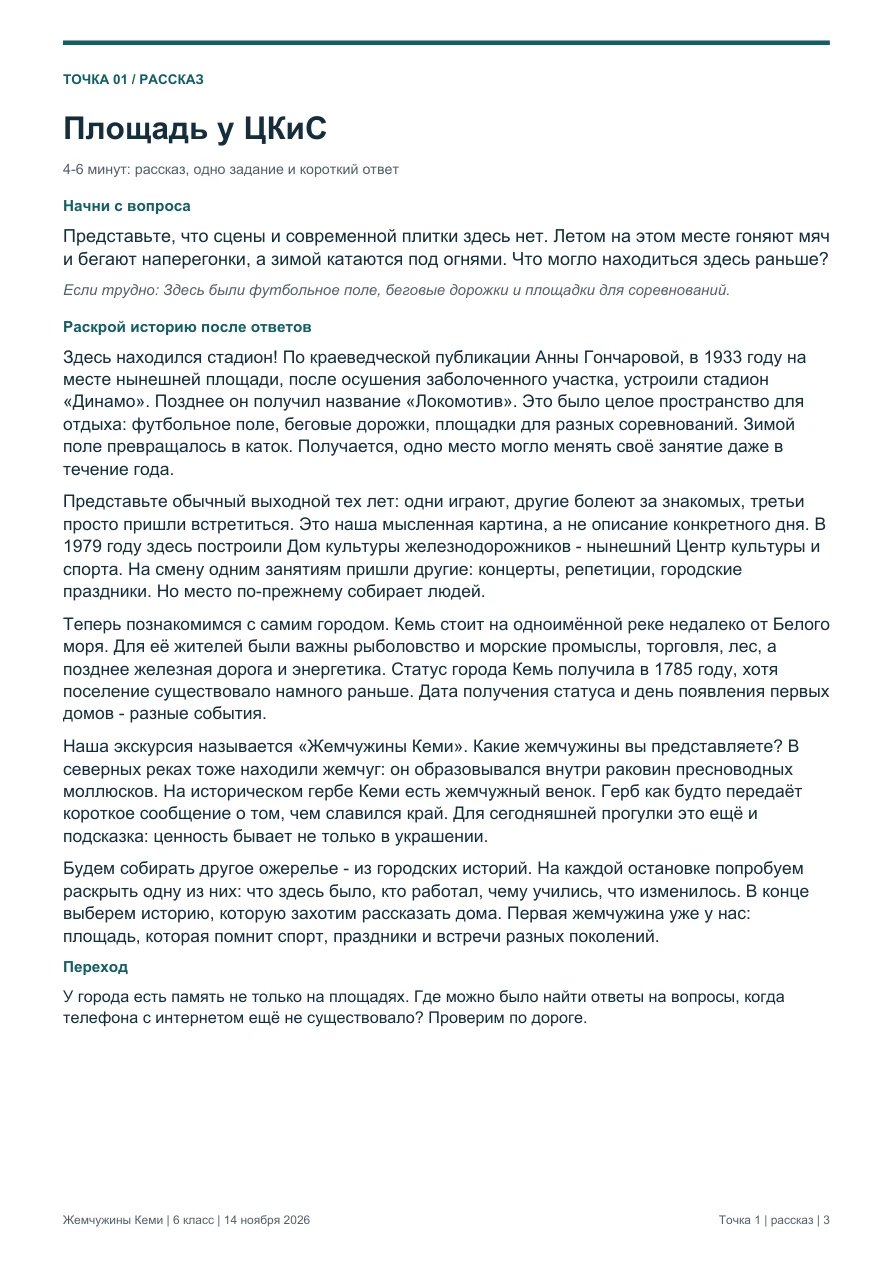 ТОЧКА 01 / РАССКАЗ
Площадь у ЦКиС
4-6 минут: рассказ, одно задание и короткий ответ
Начни с вопроса
Представьте, что сцены и современной плитки здесь нет. Летом на этом месте гоняют мяч
и бегают наперегонки, а зимой катаются под огнями. Что могло находиться здесь раньше?
Если трудно: Здесь были футбольное поле, беговые дорожки и площадки для соревнований.
Раскрой историю после ответов
Здесь находился стадион! По краеведческой публикации Анны Гончаровой, в 1933 году на
месте нынешней площади, после осушения заболоченного участка, устроили стадион
«Динамо». Позднее он получил название «Локомотив». Это было целое пространство для
отдыха: футбольное поле, беговые дорожки, площадки для разных соревнований. Зимой
поле превращалось в каток. Получается, одно место могло менять своё занятие даже в
течение года.
Представьте обычный выходной тех лет: одни играют, другие болеют за знакомых, третьи
просто пришли встретиться. Это наша мысленная картина, а не описание конкретного дня. В
1979 году здесь построили Дом культуры железнодорожников - нынешний Центр культуры и
спорта. На смену одним занятиям пришли другие: концерты, репетиции, городские
праздники. Но место по-прежнему собирает людей.
Теперь познакомимся с самим городом. Кемь стоит на одноимённой реке недалеко от Белого
моря. Для её жителей были важны рыболовство и морские промыслы, торговля, лес, а
позднее железная дорога и энергетика. Статус города Кемь получила в 1785 году, хотя
поселение существовало намного раньше. Дата получения статуса и день появления первых
домов - разные события.
Наша экскурсия называется «Жемчужины Кеми». Какие жемчужины вы представляете? В
северных реках тоже находили жемчуг: он образовывался внутри раковин пресноводных
моллюсков. На историческом гербе Кеми есть жемчужный венок. Герб как будто передаёт
короткое сообщение о том, чем славился край. Для сегодняшней прогулки это ещё и
подсказка: ценность бывает не только в украшении.
Будем собирать другое ожерелье - из городских историй. На каждой остановке попробуем
раскрыть одну из них: что здесь было, кто работал, чему учились, что изменилось. В конце
выберем историю, которую захотим рассказать дома. Первая жемчужина уже у нас:
площадь, которая помнит спорт, праздники и встречи разных поколений.
Переход
У города есть память не только на площадях. Где можно было найти ответы на вопросы, когда
телефона с интернетом ещё не существовало? Проверим по дороге.
Жемчужины Кеми | 6 класс | 14 ноября 2026
Точка 1 | рассказ | 3